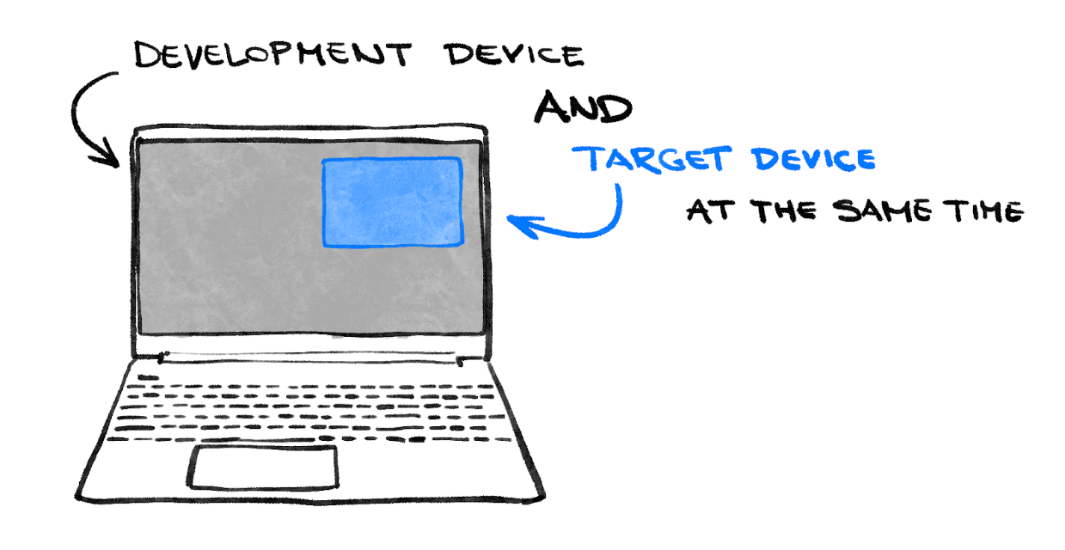 DEVELOPMENT DEVICE
AND
TARGET DEVICE
AT THE SAME TIME